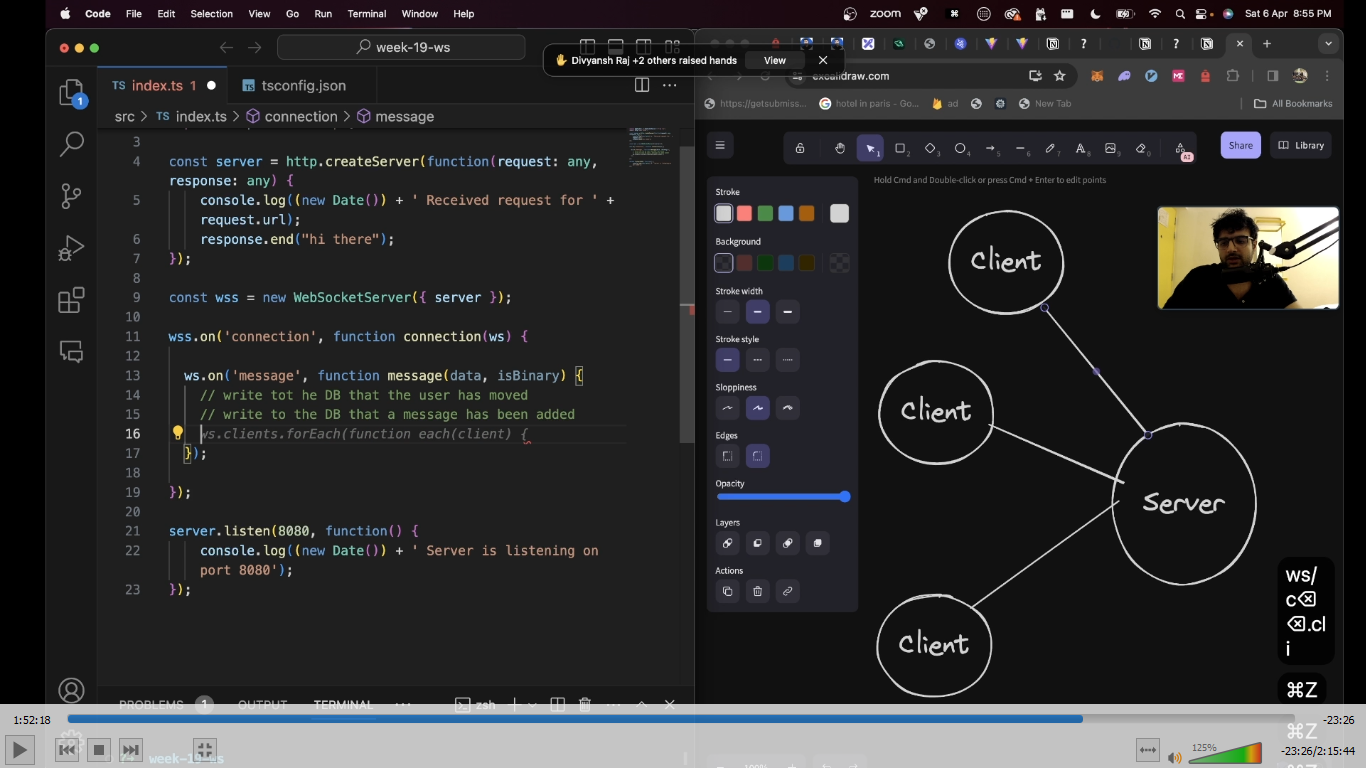 Code File Edit Selection View Go Run Terminal Window Help
zoom
Sat 6 Apr 8:55 PM
week-19-ws
Divyansh Raj +2 others raised hands View
TS index.ts 1
tsconfig.json
src > TS index.ts > connection > message
3
4 const server = http.createServer(function(request: any,
response: any) {
5 console.log((new Date()) + ' Received request for ' +
request.url);
6 response.end("hi there");
7 });
8
9 const wss = new WebSocketServer({ server });
10
11 wss.on('connection', function connection(ws) {
12
13 ws.on('message', function message(data, isBinary) {
14 // write tot he DB that the user has moved
15 // write to the DB that a message has been added
16 ws.clients.forEach(function each(client) {
17 });
18
19 });
20
21 server.listen(8080, function() {
22 console.log((new Date()) + ' Server is listening on
port 8080');
23 });
PROBLEMS 1 OUTPUT TERMINAL ... zsh
week-19-ws
excalidraw.com
https://getsubmiss...
hotel in paris - Go...
ad
New Tab
All Bookmarks
Share
Library
Hold Cmd and Double-click or press Cmd + Enter to edit points
Stroke
Background
Stroke width
Stroke style
Sloppiness
Edges
Opacity
Layers
Actions
Client
Client
Client
Server
ws/
c⌫
⌫.cl
i
⌘Z
⌘Z
1:52:18
-23:26
125%
-23:26/2:15:44